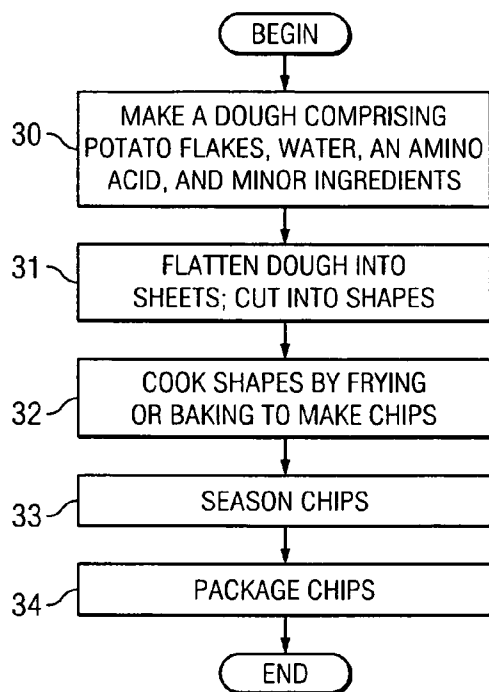 BEGIN
30
MAKE A DOUGH COMPRISING
POTATO FLAKES, WATER, AN AMINO
ACID, AND MINOR INGREDIENTS
31
FLATTEN DOUGH INTO
SHEETS; CUT INTO SHAPES
32
COOK SHAPES BY FRYING
OR BAKING TO MAKE CHIPS
33
SEASON CHIPS
34
PACKAGE CHIPS
END